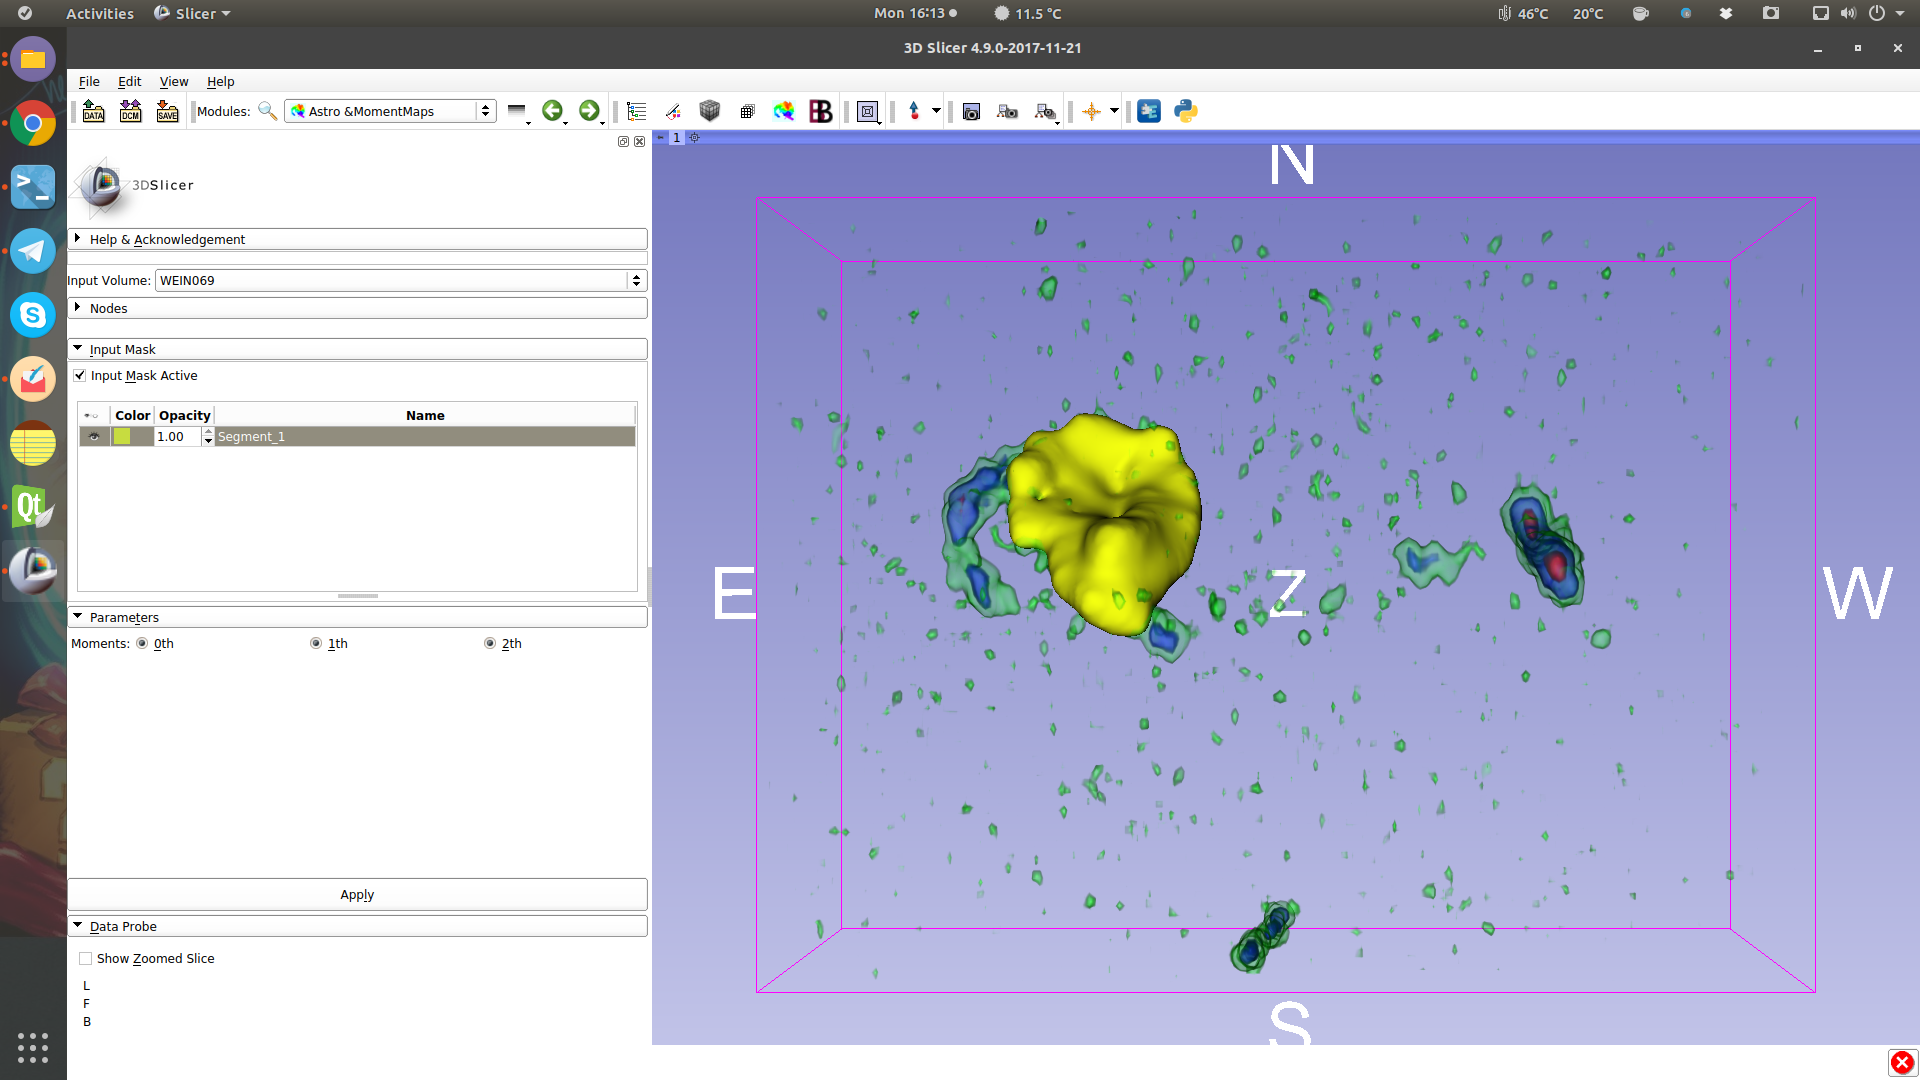 Activities Slicer Mon 16:13 11.5 °C 46°C 20°C
3D Slicer 4.9.0-2017-11-21
File Edit View Help
DATA DCM SAVE Modules: Astro &MomentMaps
1
3DSlicer
Help & Acknowledgement
Input Volume: WEIN069
Nodes
Input Mask
Input Mask Active
Color Opacity Name
1.00 Segment_1
Parameters
Moments: 0th 1th 2th
Apply
Data Probe
Show Zoomed Slice
L
F
B
N
E
Z
W
S
Qt